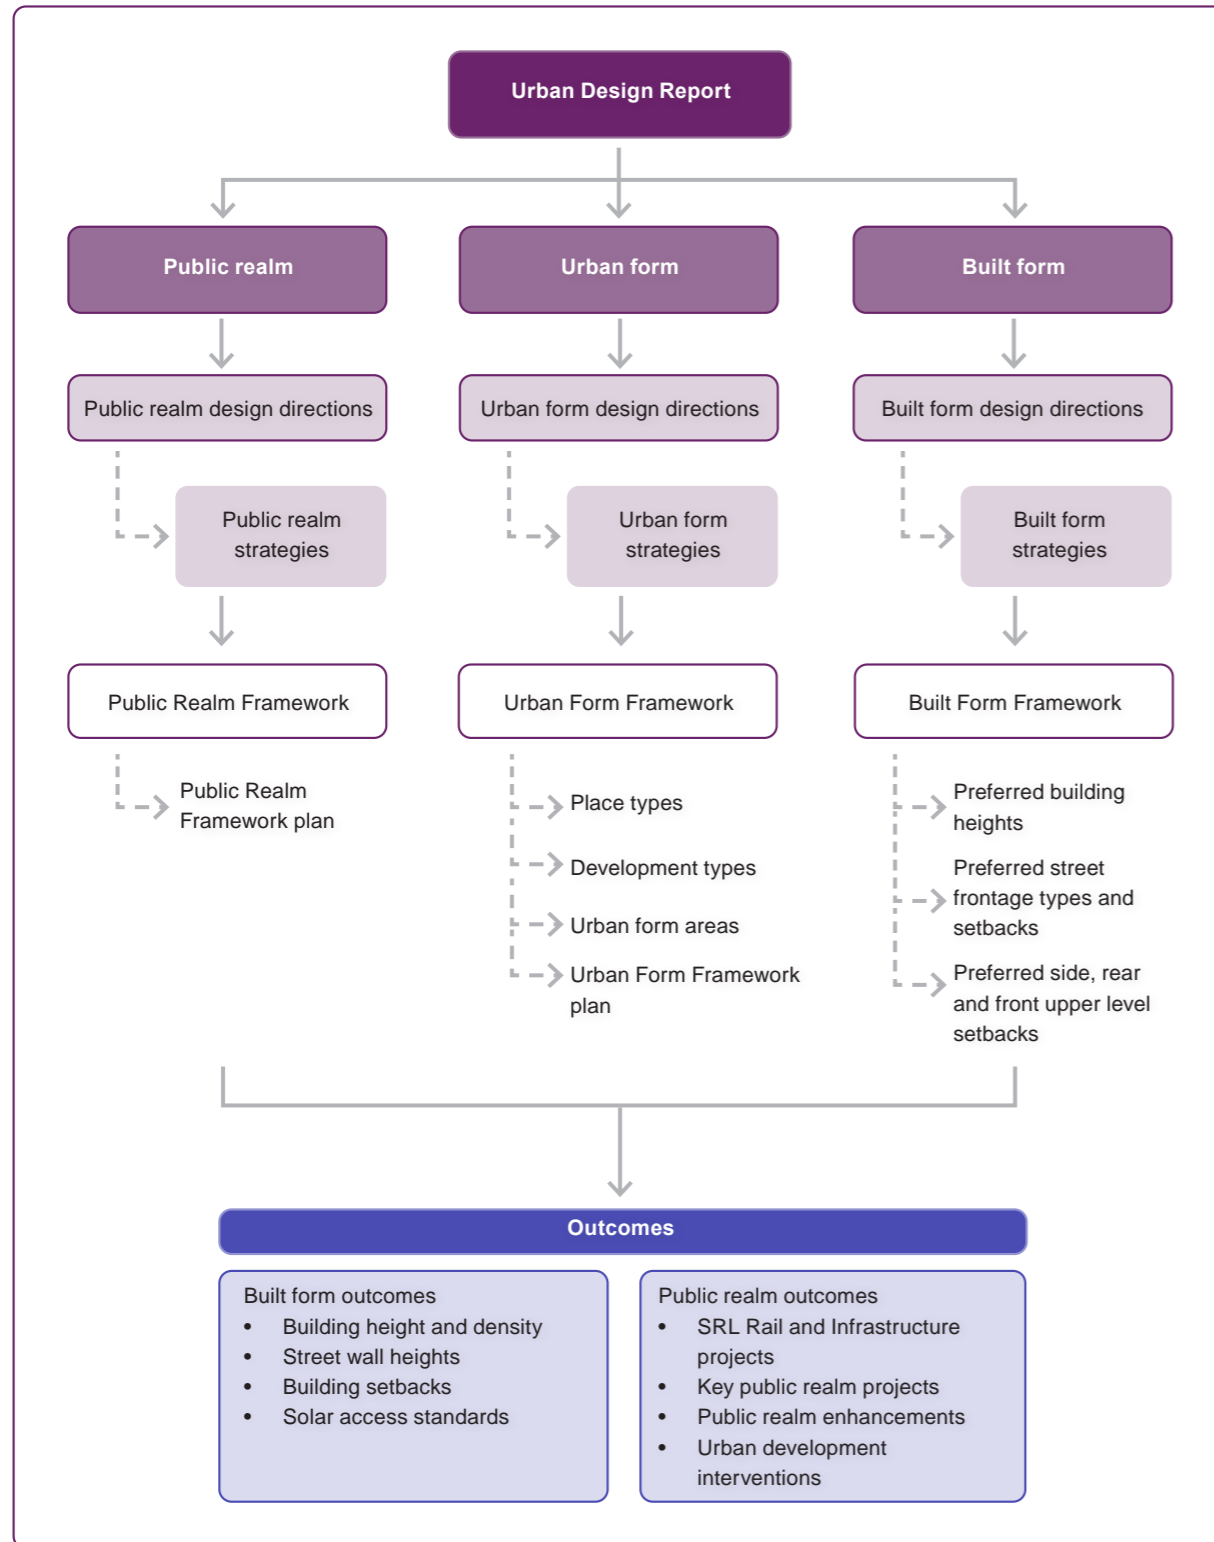 Urban Design Report
Public realm
Urban form
Built form
Public realm design directions
Urban form design directions
Built form design directions
Public realm
strategies
Urban form
strategies
Built form
strategies
Public Realm Framework
Urban Form Framework
Built Form Framework
Public Realm
Framework plan
Place types
Development types
Urban form areas
Urban Form Framework
plan
Preferred building
heights
Preferred street
frontage types and
setbacks
Preferred side, rear
and front upper level
setbacks
Outcomes
Built form outcomes
• Building height and density
• Street wall heights
• Building setbacks
• Solar access standards
Public realm outcomes
• SRL Rail and Infrastructure
projects
• Key public realm projects
• Public realm enhancements
• Urban development
interventions